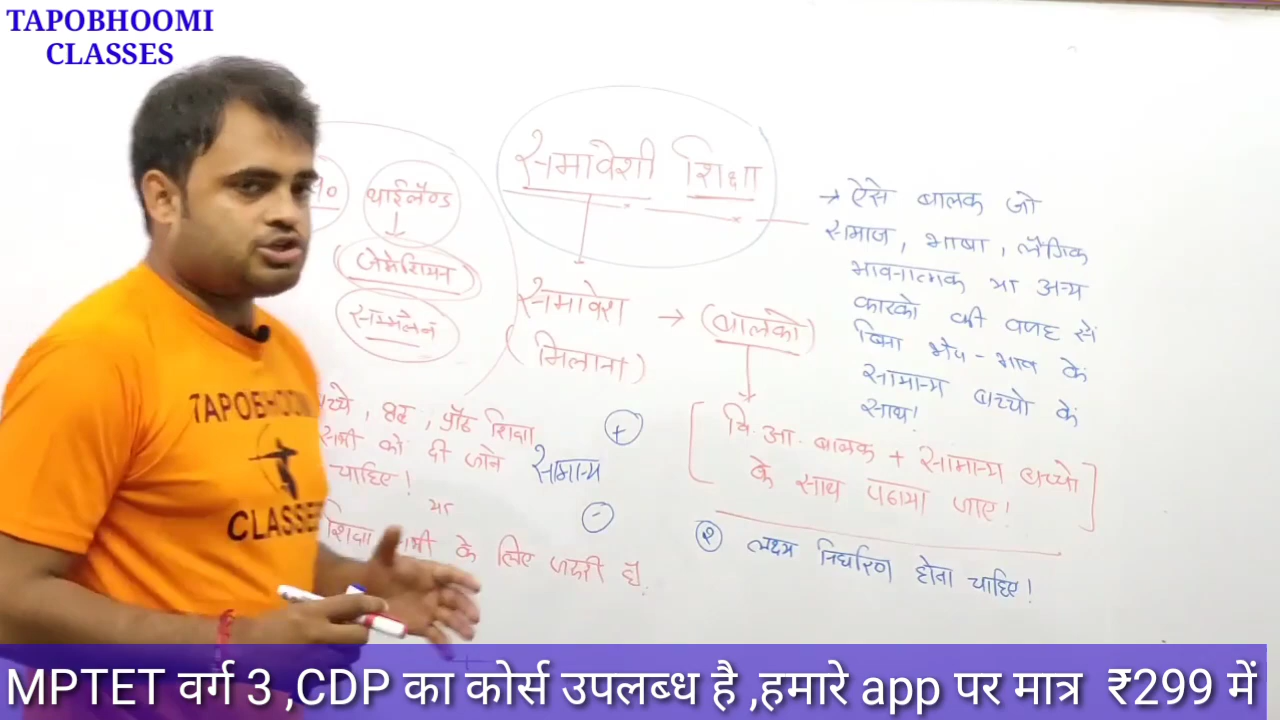 TAPOBHOOMI
CLASSES
समावेशी शिक्षा
थाईलैण्ड
जेमेशियन
सम्मेलन
समावेश → (बालको)
(मिलाना)
→ ऐसे बालक जो
समाज, भाषा, लैंगिक
भावनात्मक या अन्य
कारको की वजह से
बिना भेद-भाव के
सामान्य बच्चो के
साथ!
, प्रौढ शिक्षा
सभी को दी जाने
चाहिए!
या
शिक्षा सभी के लिए जरुरी है.
+
सामान्य
-
[वि. आ. बालक + सामान्य बच्चो
के साथ पढाया जाए!]
२ लक्ष्य निर्धारण होना चाहिए!
TAPOBHOOMI
CLASSES
MPTET वर्ग 3 ,CDP का कोर्स उपलब्ध है ,हमारे app पर मात्र ₹299 में